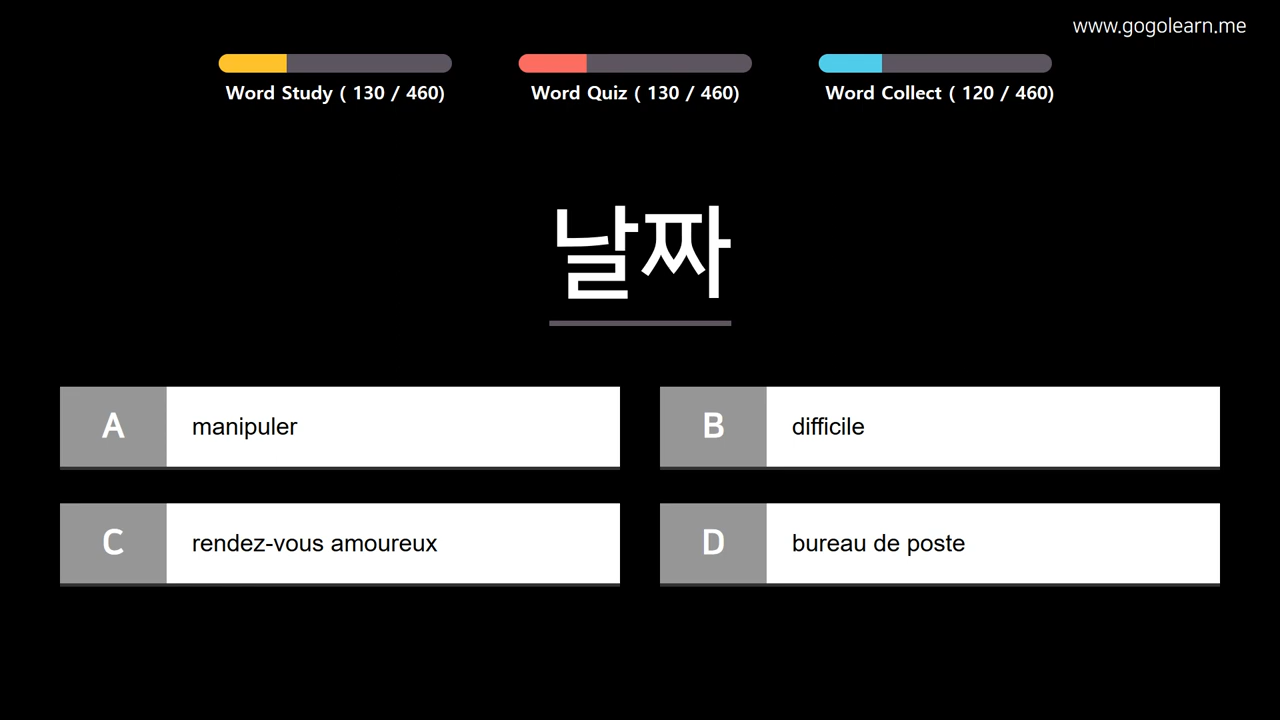 www.gogolearn.me
Word Study ( 130 / 460)
Word Quiz ( 130 / 460)
Word Collect ( 120 / 460)
날짜
A manipuler
B difficile
C rendez-vous amoureux
D bureau de poste